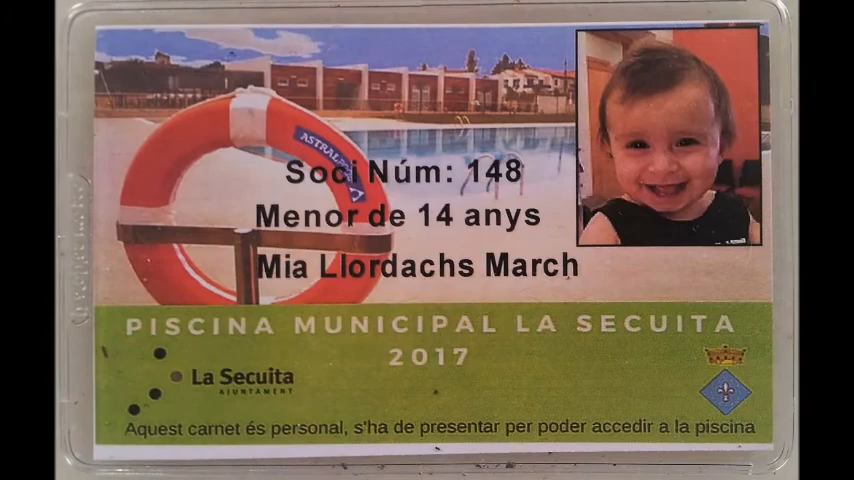 ASTRALPOOL
Soci Núm: 148
Menor de 14 anys
Mia Llordachs March
PISCINA MUNICIPAL LA SECUITA
2017
La Secuita
AJUNTAMENT
Aquest carnet és personal, s'ha de presentar per poder accedir a la piscina